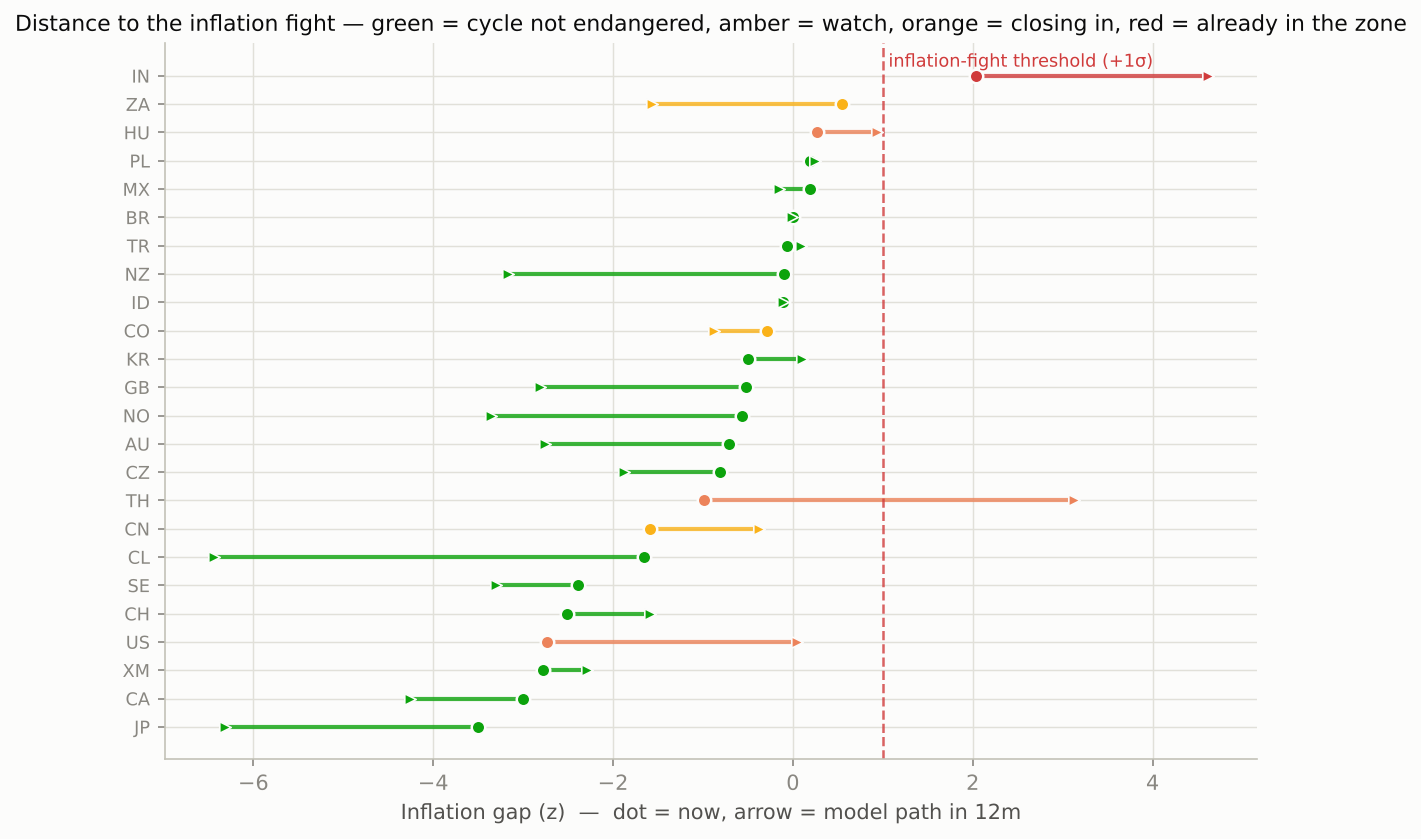 Distance to the inflation fight — green = cycle not endangered, amber = watch, orange = closing in, red = already in the zone
inflation-fight threshold (+1σ)
IN
ZA
HU
PL
MX
BR
TR
NZ
ID
CO
KR
GB
NO
AU
CZ
TH
CN
CL
SE
CH
US
XM
CA
JP
−6 −4 −2 0 2 4
Inflation gap (z) — dot = now, arrow = model path in 12m